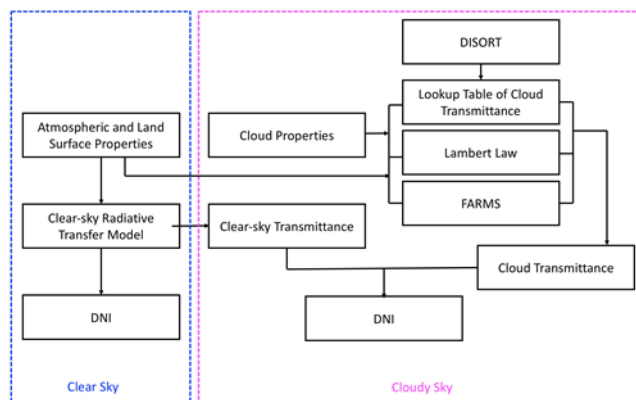 DISORT
Lookup Table of Cloud
Transmittance
Atmospheric and Land
Surface Properties
Cloud Properties
Lambert Law
FARMS
Clear-sky Radiative
Transfer Model
Clear-sky Transmittance
Cloud Transmittance
DNI
DNI
Clear Sky
Cloudy Sky